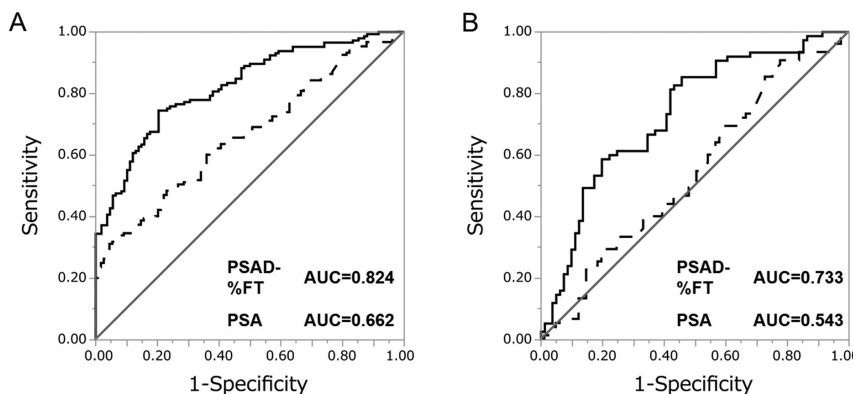 A
B
Sensitivity
1.00
0.80
0.60
0.40
0.20
0.00
PSAD-
%FT AUC=0.824
PSA AUC=0.662
0.00 0.20 0.40 0.60 0.80 1.00
1-Specificity
Sensitivity
1.00
0.80
0.60
0.40
0.20
0.00
PSAD-
%FT AUC=0.733
PSA AUC=0.543
0.00 0.20 0.40 0.60 0.80 1.00
1-Specificity